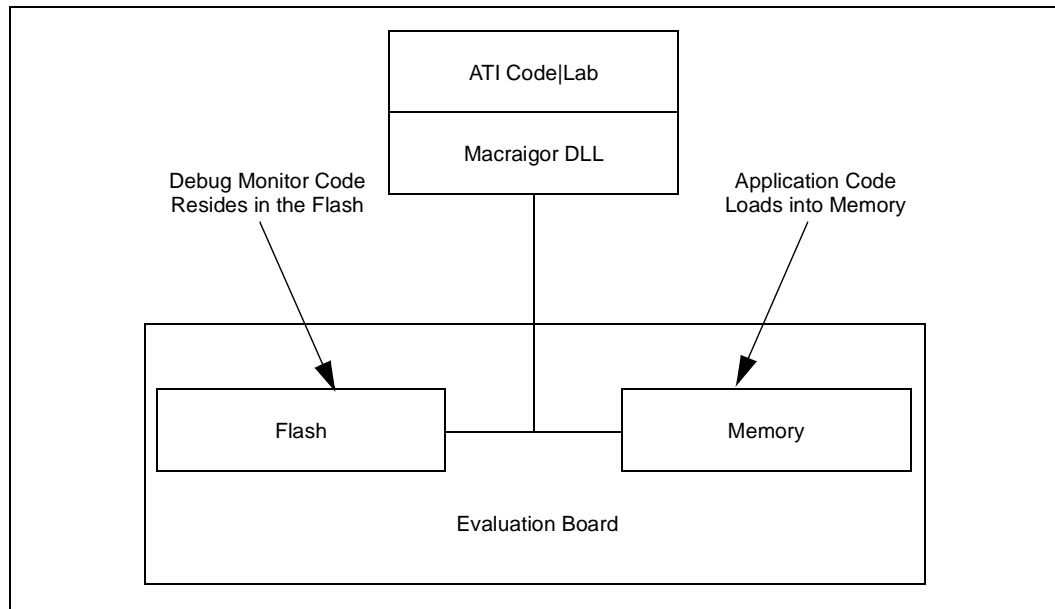 ATI Code|Lab
Macraigor DLL
Debug Monitor Code
Resides in the Flash
Application Code
Loads into Memory
Flash
Memory
Evaluation Board